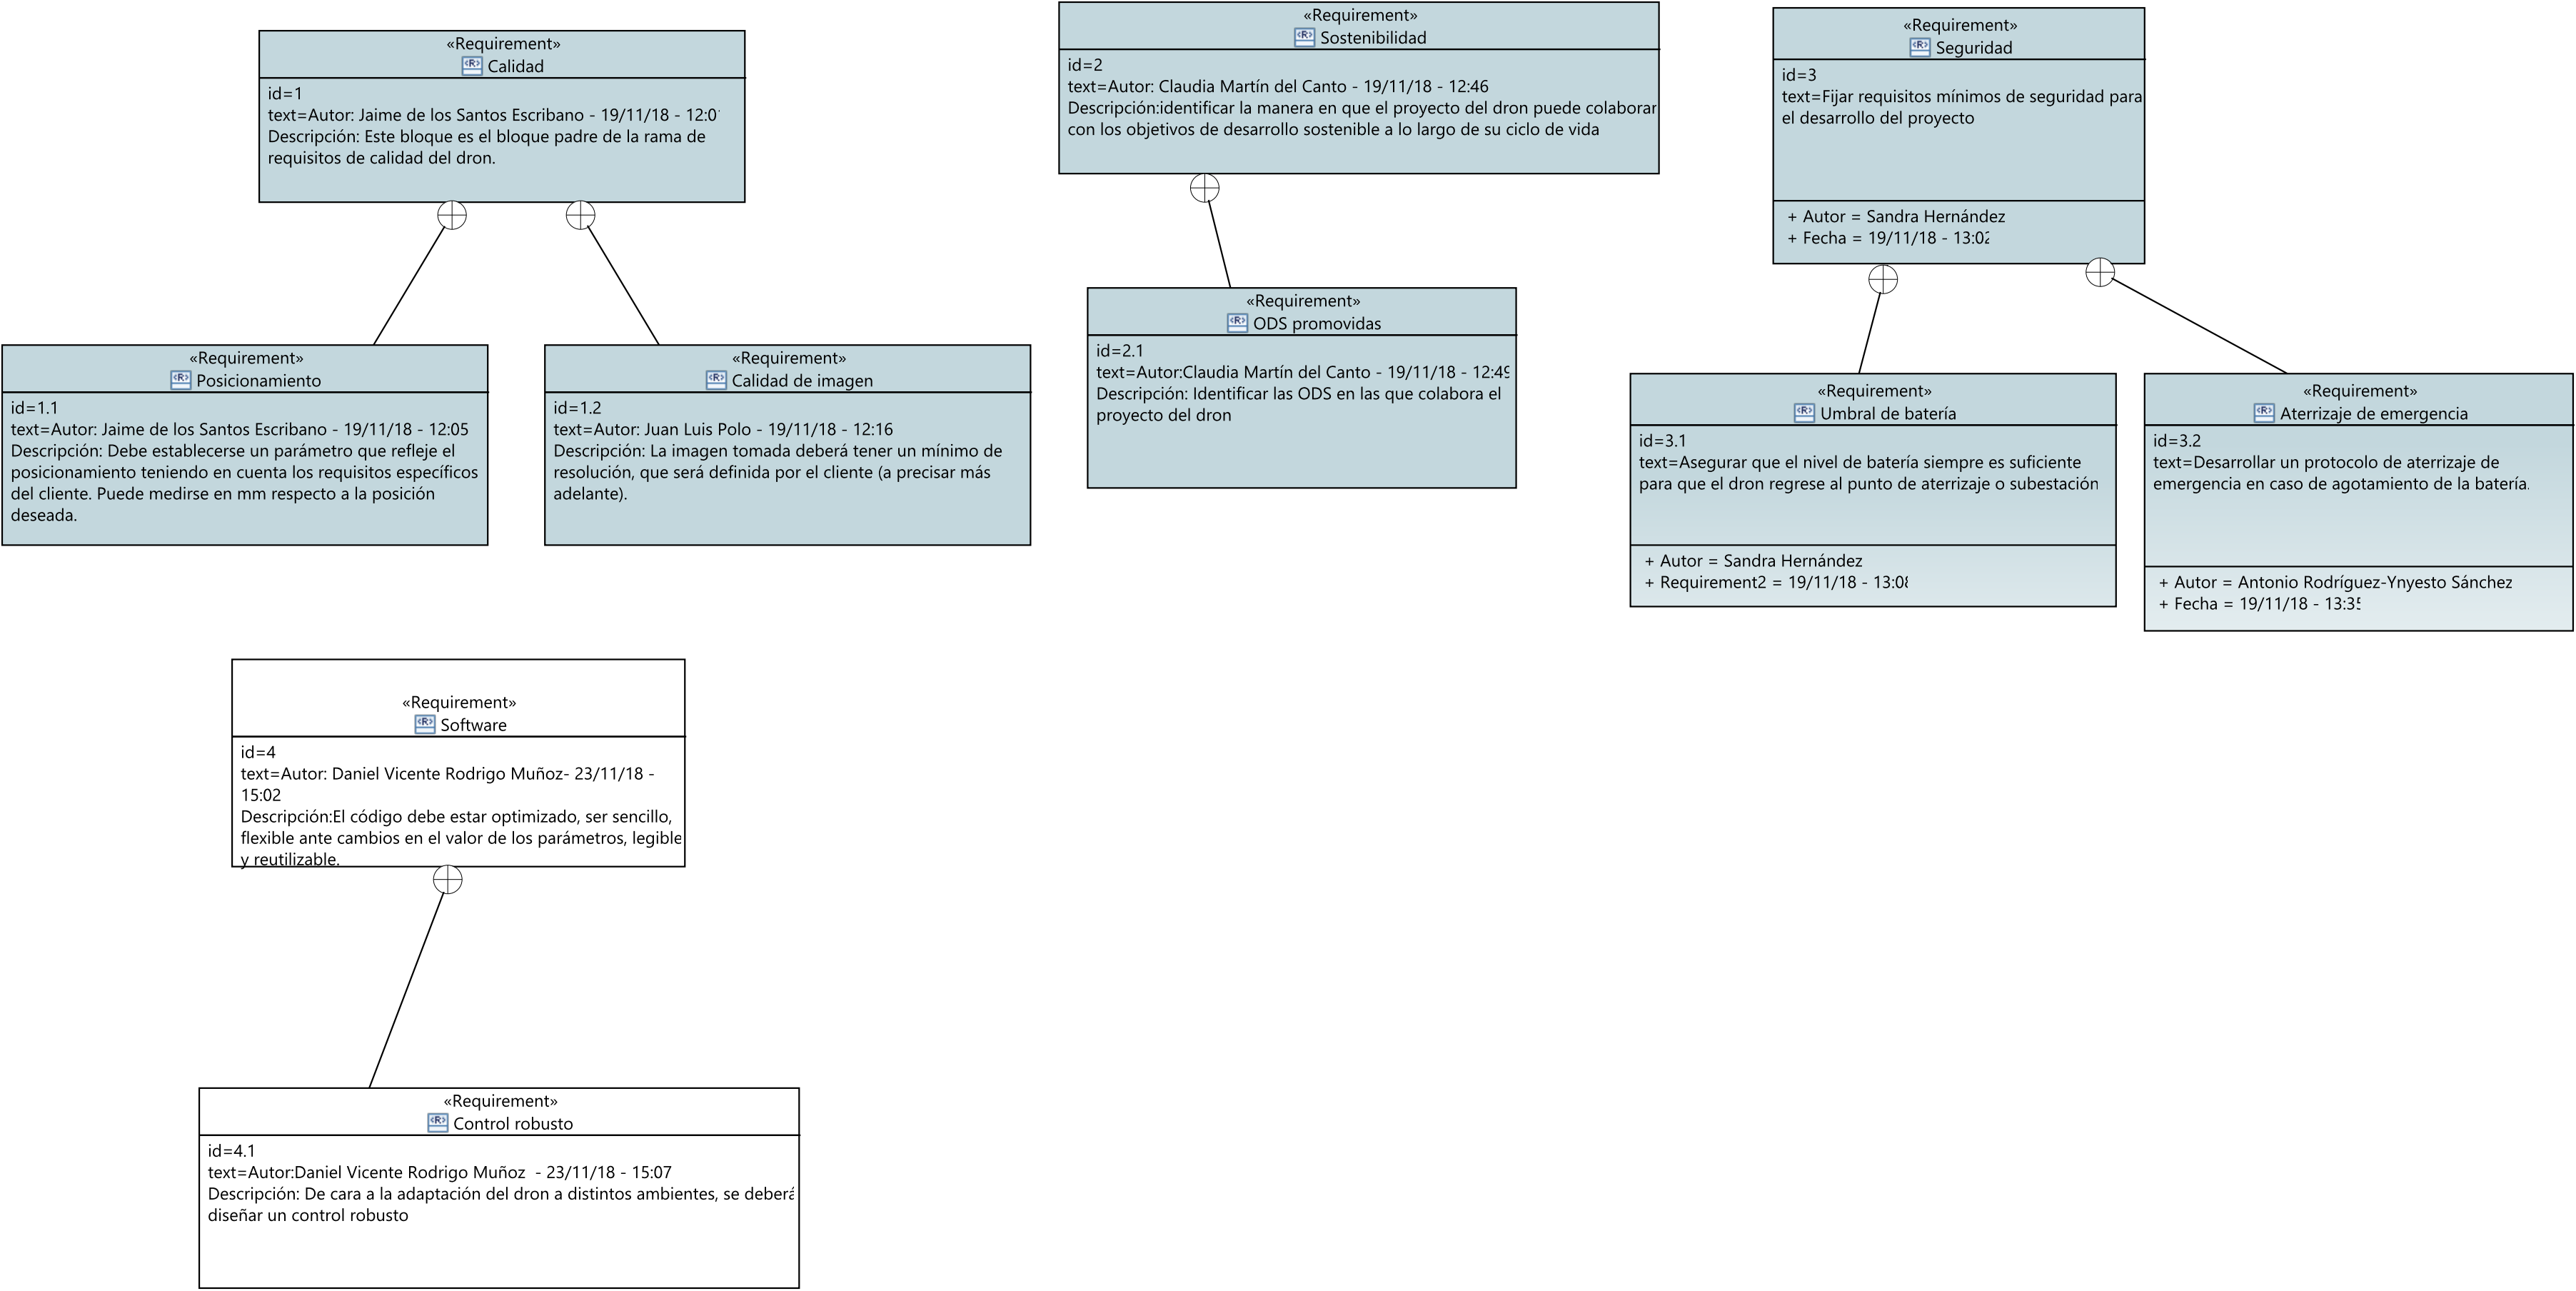 «Requirement»
Calidad
id=1
text=Autor: Jaime de los Santos Escribano - 19/11/18 -
Descripción: Este bloque es el bloque padre de la rama de
requisitos de calidad del dron.
«Requirement»
Posicionamiento
id=1.1
text=Autor: Jaime de los Santos Escribano - 19/11/18 - 12:05
Descripción: Debe establecerse un parámetro que refleje el
posicionamiento teniendo en cuenta los requisitos específicos
del cliente. Puede medirse en mm respecto a la posición
deseada.
«Requirement»
Calidad de imagen
id=1.2
text=Autor: Juan Luis Polo - 19/11/18 - 12:16
Descripción: La imagen tomada deberá tener un mínimo de
resolución, que será definida por el cliente (a precisar más
adelante).
«Requirement»
Sostenibilidad
id=2
text=Autor: Claudia Martín del Canto - 19/11/18 - 12:46
Descripción:identificar la manera en que el proyecto del dron puede colaborar
con los objetivos de desarrollo sostenible a lo largo de su ciclo de vida
«Requirement»
ODS promovidas
id=2.1
text=Autor:Claudia Martín del Canto - 19/11/18 - 12:49
Descripción: Identificar las ODS en las que colabora el
proyecto del dron
«Requirement»
Seguridad
id=3
text=Fijar requisitos mínimos de seguridad para
el desarrollo del proyecto
+ Autor = Sandra Hernández
+ Fecha = 19/11/18 - 13:02
«Requirement»
Umbral de batería
id=3.1
text=Asegurar que el nivel de batería siempre es suficiente
para que el dron regrese al punto de aterrizaje o subestación
+ Autor = Sandra Hernández
+ Requirement2 = 19/11/18 - 13:08
«Requirement»
Aterrizaje de emergencia
id=3.2
text=Desarrollar un protocolo de aterrizaje de
emergencia en caso de agotamiento de la batería.
+ Autor = Antonio Rodríguez-Ynyesto Sánchez
+ Fecha = 19/11/18 - 13:35
«Requirement»
Software
id=4
text=Autor: Daniel Vicente Rodrigo Muñoz- 23/11/18 -
15:02
Descripción:El código debe estar optimizado, ser sencillo,
flexible ante cambios en el valor de los parámetros, legible
y reutilizable.
«Requirement»
Control robusto
id=4.1
text=Autor:Daniel Vicente Rodrigo Muñoz  - 23/11/18 - 15:07
Descripción: De cara a la adaptación del dron a distintos ambientes, se deberá
diseñar un control robusto